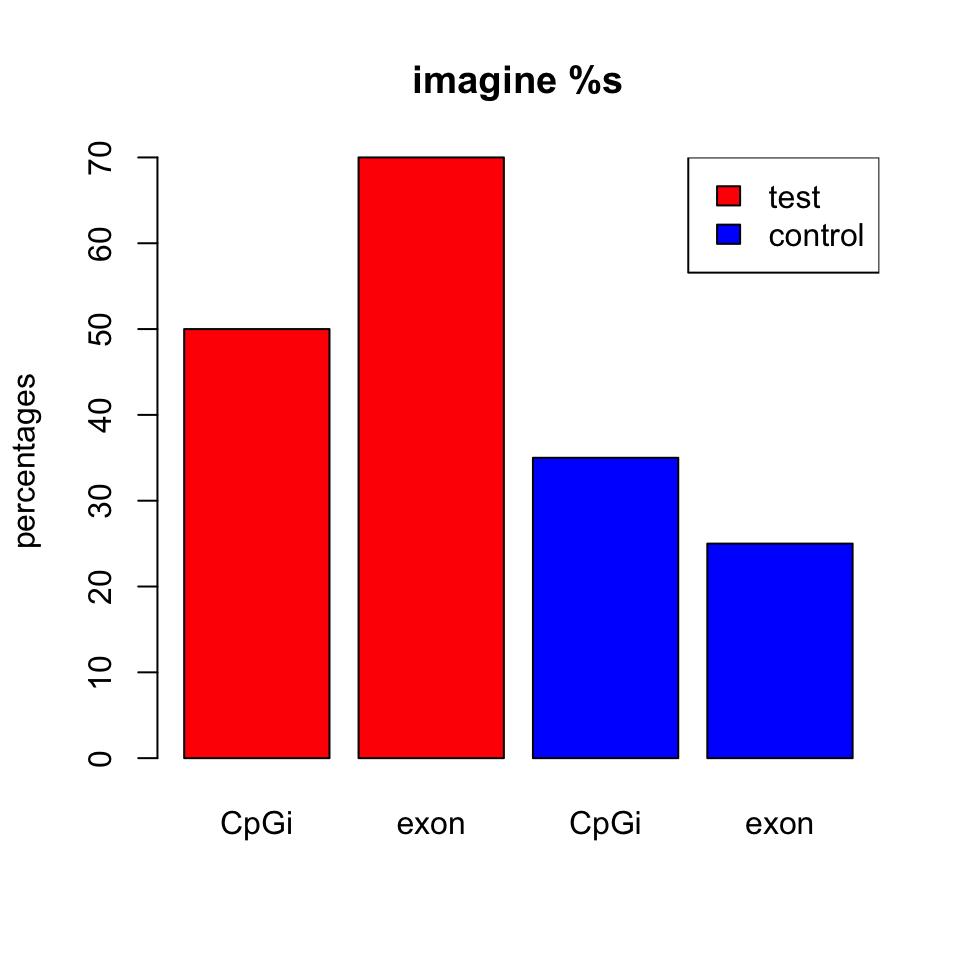 imagine %s
test
control
percentages
70
60
50
40
30
20
10
0
CpGi
exon
CpGi
exon